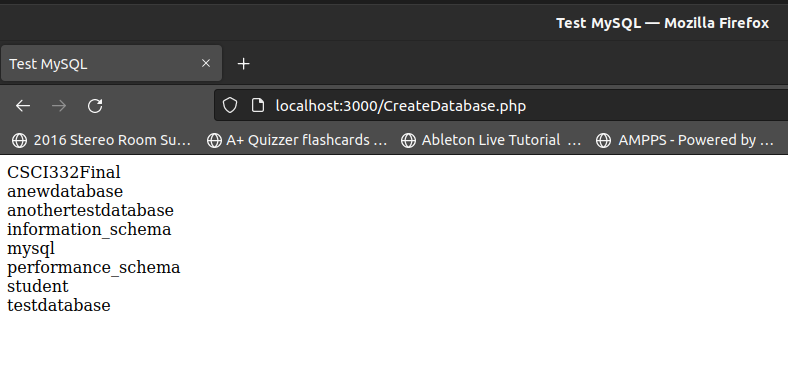 Test MySQL — Mozilla Firefox
Test MySQL
localhost:3000/CreateDatabase.php
2016 Stereo Room Su… A+ Quizzer flashcards … Ableton Live Tutorial … AMPPS - Powered by …
CSCI332Final
anewdatabase
anothertestdatabase
information_schema
mysql
performance_schema
student
testdatabase